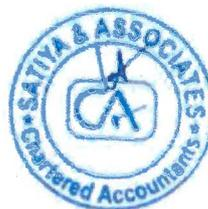 SATIYA & ASSOCIATES
CA
Chartered Accountants